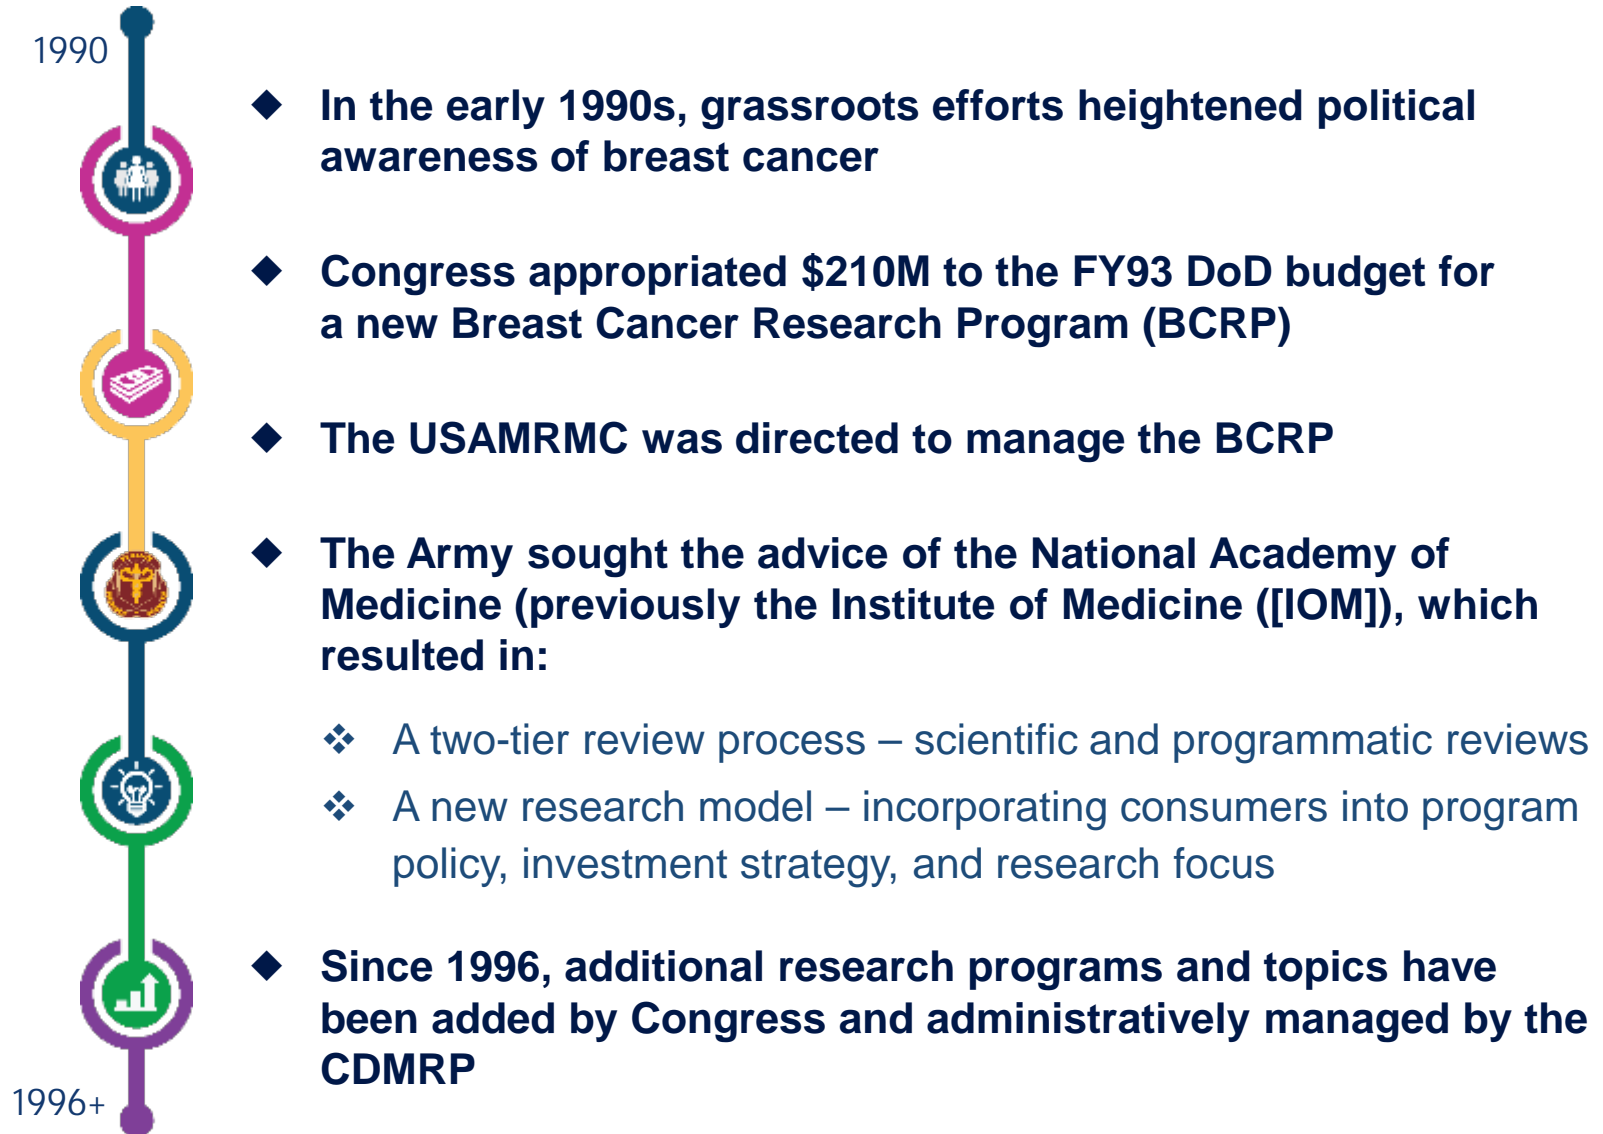 1990
◆ In the early 1990s, grassroots efforts heightened political
awareness of breast cancer
◆ Congress appropriated $210M to the FY93 DoD budget for
a new Breast Cancer Research Program (BCRP)
◆ The USAMRMC was directed to manage the BCRP
◆ The Army sought the advice of the National Academy of
Medicine (previously the Institute of Medicine ([IOM]), which
resulted in:
❖ A two-tier review process – scientific and programmatic reviews
❖ A new research model – incorporating consumers into program
policy, investment strategy, and research focus
◆ Since 1996, additional research programs and topics have
been added by Congress and administratively managed by the
CDMRP
1996+